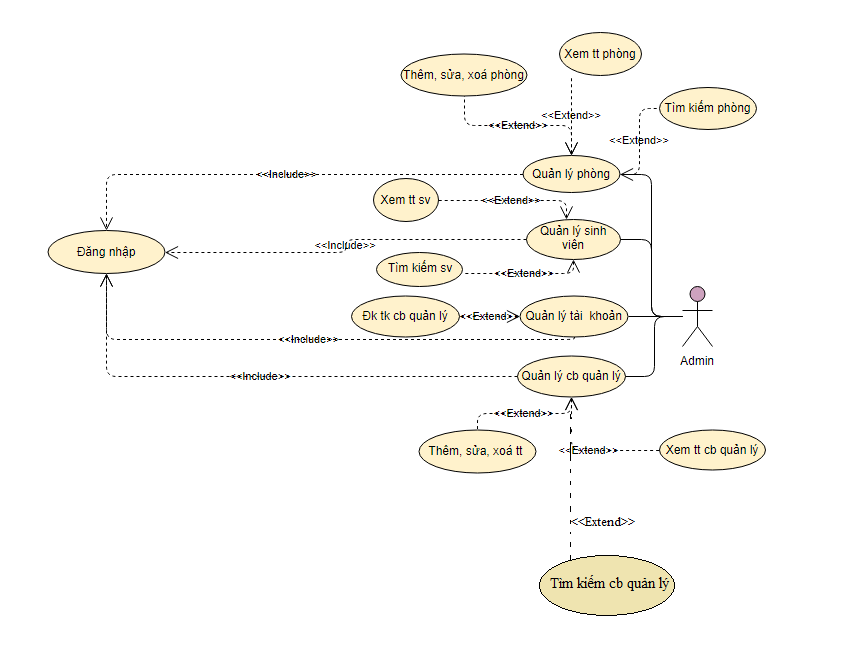 Xem tt phòng
Thêm, sửa, xoá phòng
Tìm kiếm phòng
<<Extend>>
<<Extend>>
<<Extend>>
<<Include>>
Quản lý phòng
Xem tt sv
<<Extend>>
Quản lý sinh
viên
<<Include>>
Đăng nhập
Tìm kiếm sv
<<Extend>>
Đk tk cb quản lý
<<Extend>>
Quản lý tài khoản
<<Include>>
Admin
<<Include>>
Quản lý cb quản lý
<<Extend>>
Thêm, sửa, xoá tt
<<Extend>>
Xem tt cb quản lý
<<Extend>>
Tìm kiếm cb quản lý